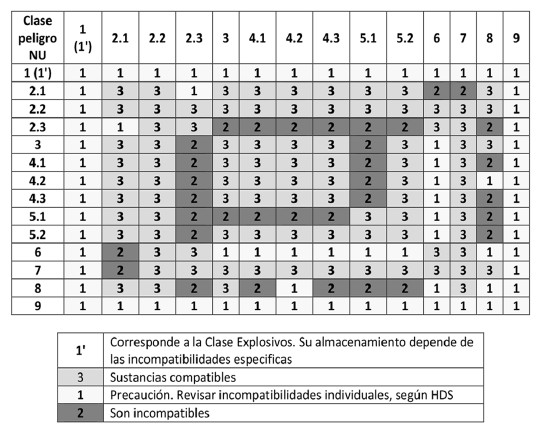 Clase peligro NU 1 (1') 2.1 2.2 2.3 3 4.1 4.2 4.3 5.1 5.2 6 7 8 9
1 (1') 1 1 1 1 1 1 1 1 1 1 1 1 1 1
2.1 1 3 3 1 3 3 3 3 3 3 2 2 3 1
2.2 1 3 3 3 3 3 3 3 3 3 3 3 3 1
2.3 1 1 3 3 2 2 2 2 2 2 3 3 2 1
3 1 3 3 2 3 3 3 3 2 3 1 3 3 1
4.1 1 3 3 2 3 3 3 3 2 3 1 3 2 1
4.2 1 3 3 2 3 3 3 3 2 3 1 3 1 1
4.3 1 3 3 2 3 3 3 3 2 3 1 3 2 1
5.1 1 3 3 2 2 2 2 2 3 3 1 3 2 1
5.2 1 3 3 2 3 3 3 3 3 3 1 3 2 1
6 1 2 3 3 1 1 1 1 1 1 3 3 1 1
7 1 2 3 3 3 3 3 3 3 3 3 3 3 1
8 1 3 3 2 3 2 1 2 2 2 1 3 1 1
9 1 1 1 1 1 1 1 1 1 1 1 1 1 1
1' Corresponde a la Clase Explosivos. Su almacenamiento depende de
las incompatibilidades especificas
3 Sustancias compatibles
1 Precaución. Revisar incompatibilidades individuales, según HDS
2 Son incompatibles